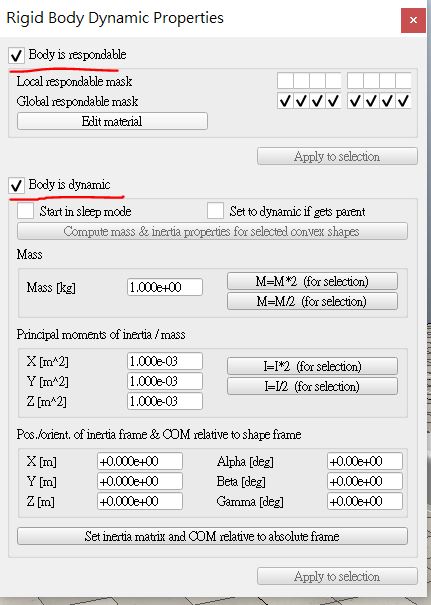 Rigid Body Dynamic Properties
Body is respondable
Local respondable mask
Global respondable mask
Edit material
Apply to selection
Body is dynamic
Start in sleep mode Set to dynamic if gets parent
Compute mass & inertia properties for selected convex shapes
Mass
Mass [kg] 1.000e+00 M=M*2 (for selection)
M=M/2 (for selection)
Principal moments of inertia / mass
X [m^2] 1.000e-03 I=I*2 (for selection)
Y [m^2] 1.000e-03 I=I/2 (for selection)
Z [m^2] 1.000e-03
Pos./orient. of inertia frame & COM relative to shape frame
X [m] +0.000e+00 Alpha [deg] +0.00e+00
Y [m] +0.000e+00 Beta [deg] +0.00e+00
Z [m] +0.000e+00 Gamma [deg] +0.00e+00
Set inertia matrix and COM relative to absolute frame
Apply to selection